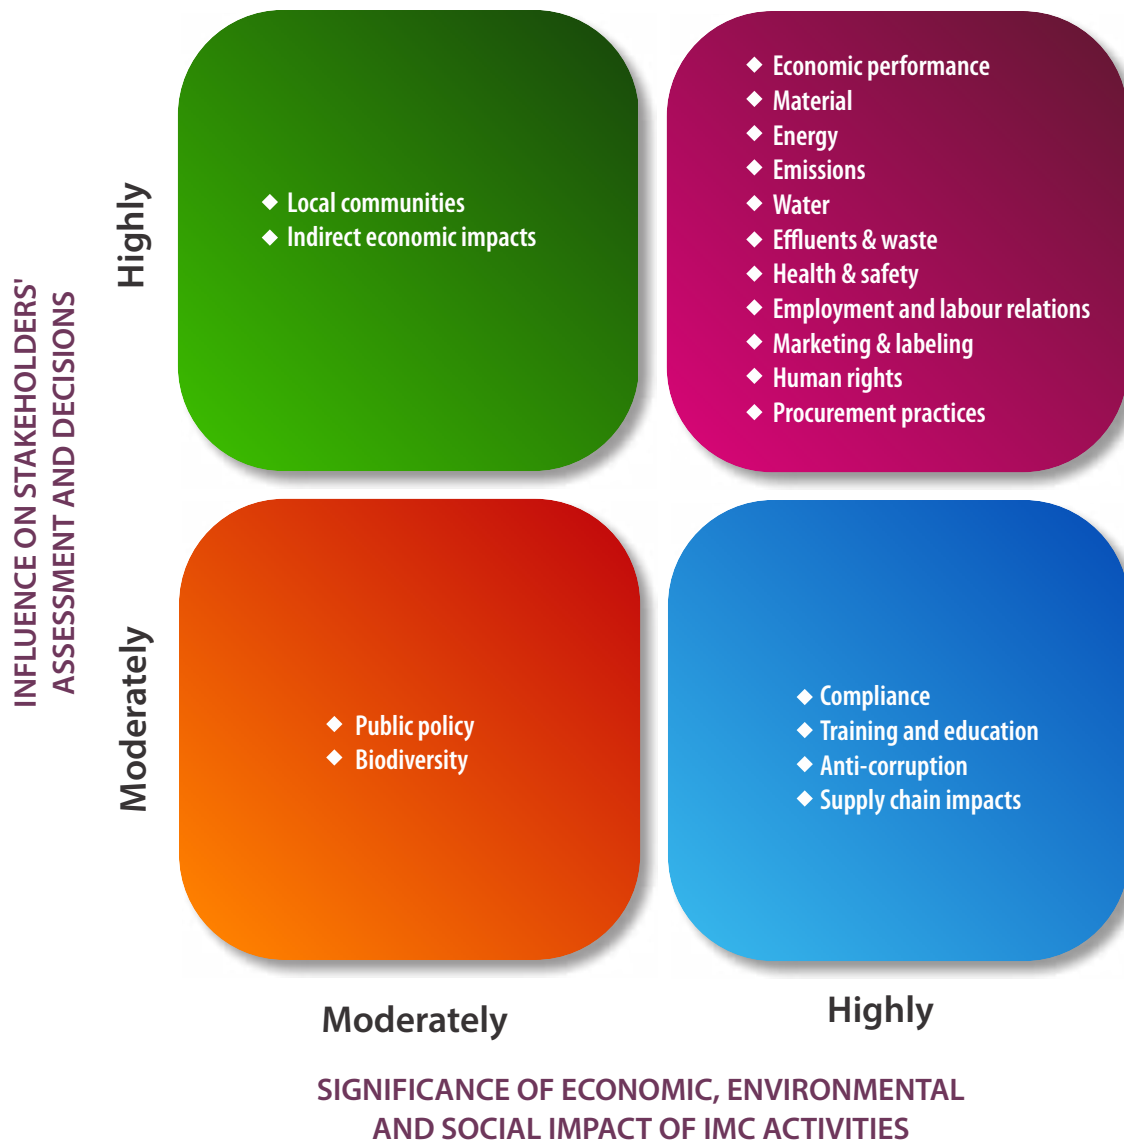 INFLUENCE ON STAKEHOLDERS'
ASSESSMENT AND DECISIONS
Highly
◆ Local communities
◆ Indirect economic impacts
◆ Economic performance
◆ Material
◆ Energy
◆ Emissions
◆ Water
◆ Effluents & waste
◆ Health & safety
◆ Employment and labour relations
◆ Marketing & labeling
◆ Human rights
◆ Procurement practices
Moderately
◆ Public policy
◆ Biodiversity
◆ Compliance
◆ Training and education
◆ Anti-corruption
◆ Supply chain impacts
Moderately
Highly
SIGNIFICANCE OF ECONOMIC, ENVIRONMENTAL
AND SOCIAL IMPACT OF IMC ACTIVITIES